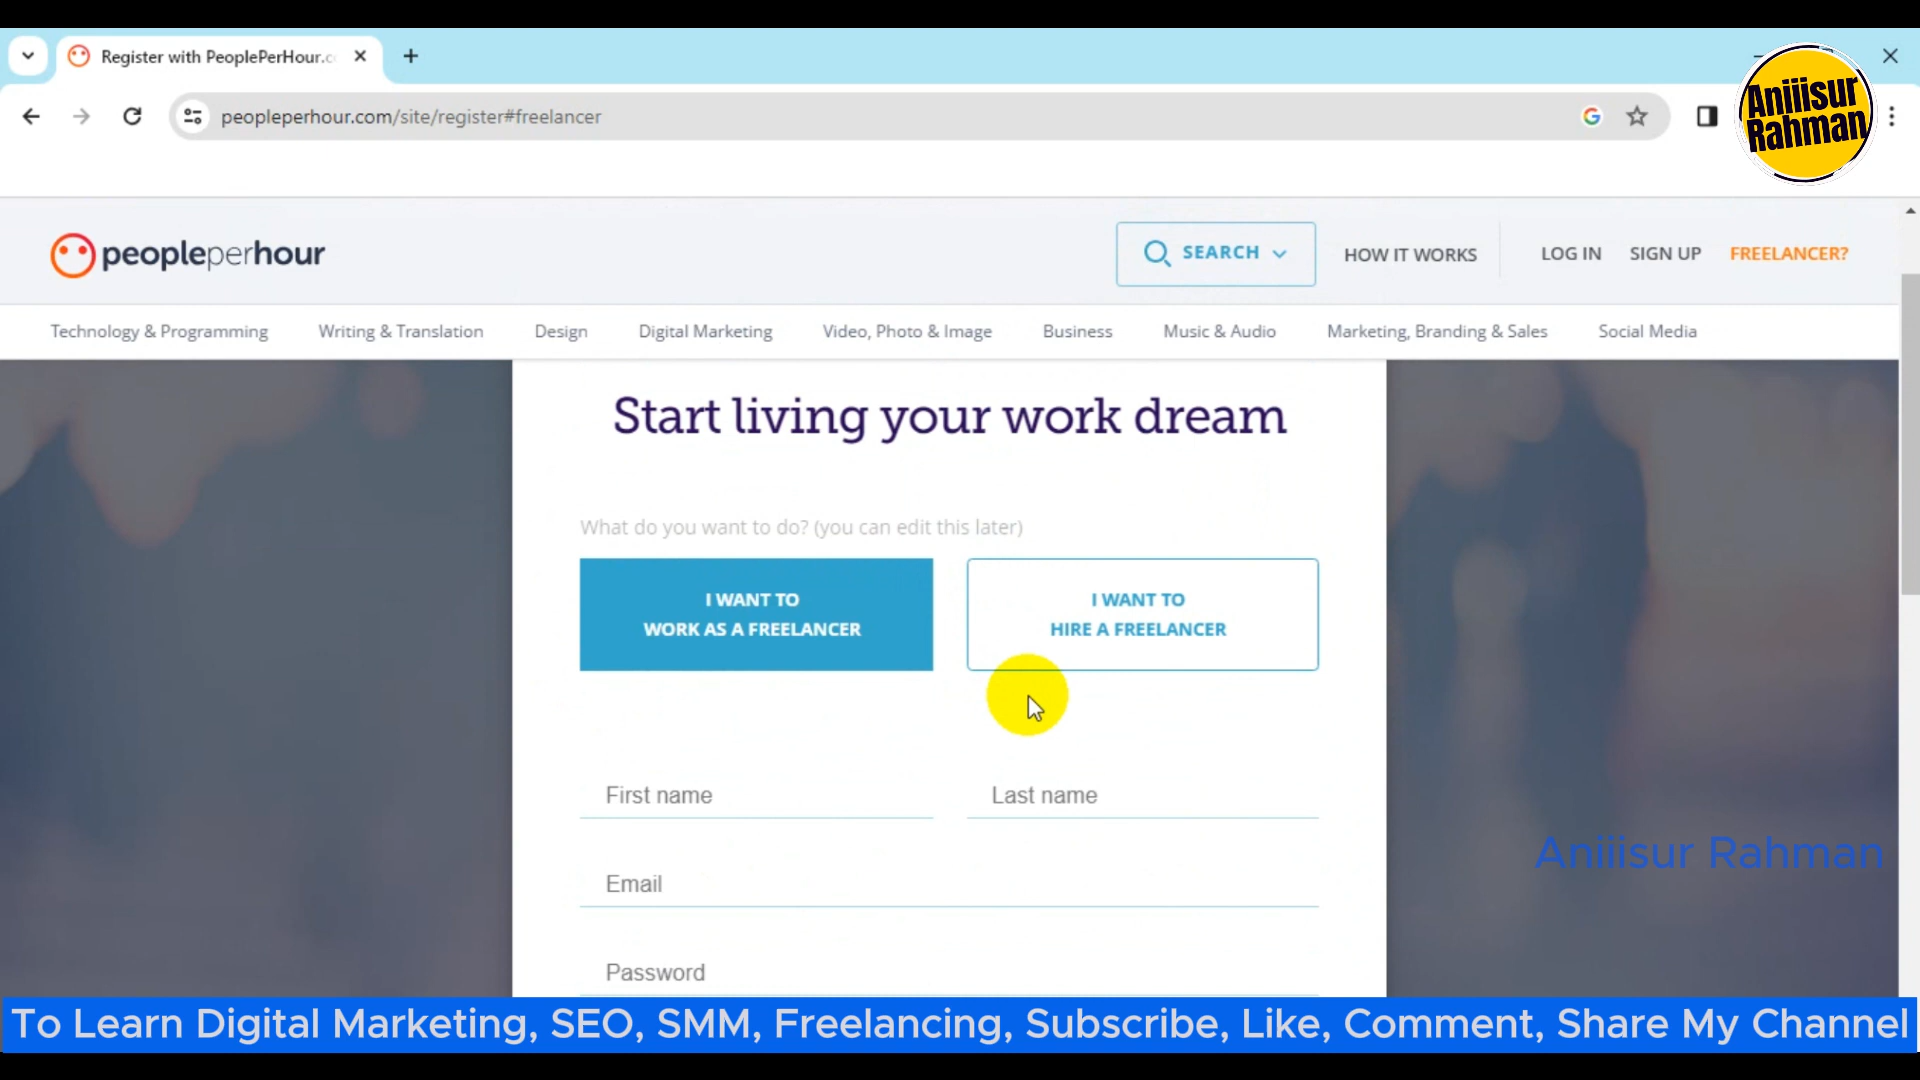 Register with PeoplePerHour.c
peopleperhour.com/site/register#freelancer
Aniiisur
Rahman
peopleperhour
SEARCH
HOW IT WORKS
LOG IN
SIGN UP
FREELANCER?
Technology & Programming
Writing & Translation
Design
Digital Marketing
Video, Photo & Image
Business
Music & Audio
Marketing, Branding & Sales
Social Media
Start living your work dream
What do you want to do? (you can edit this later)
I WANT TO
WORK AS A FREELANCER
I WANT TO
HIRE A FREELANCER
First name
Last name
Aniiisur Rahman
Email
Password
To Learn Digital Marketing, SEO, SMM, Freelancing, Subscribe, Like, Comment, Share My Channel